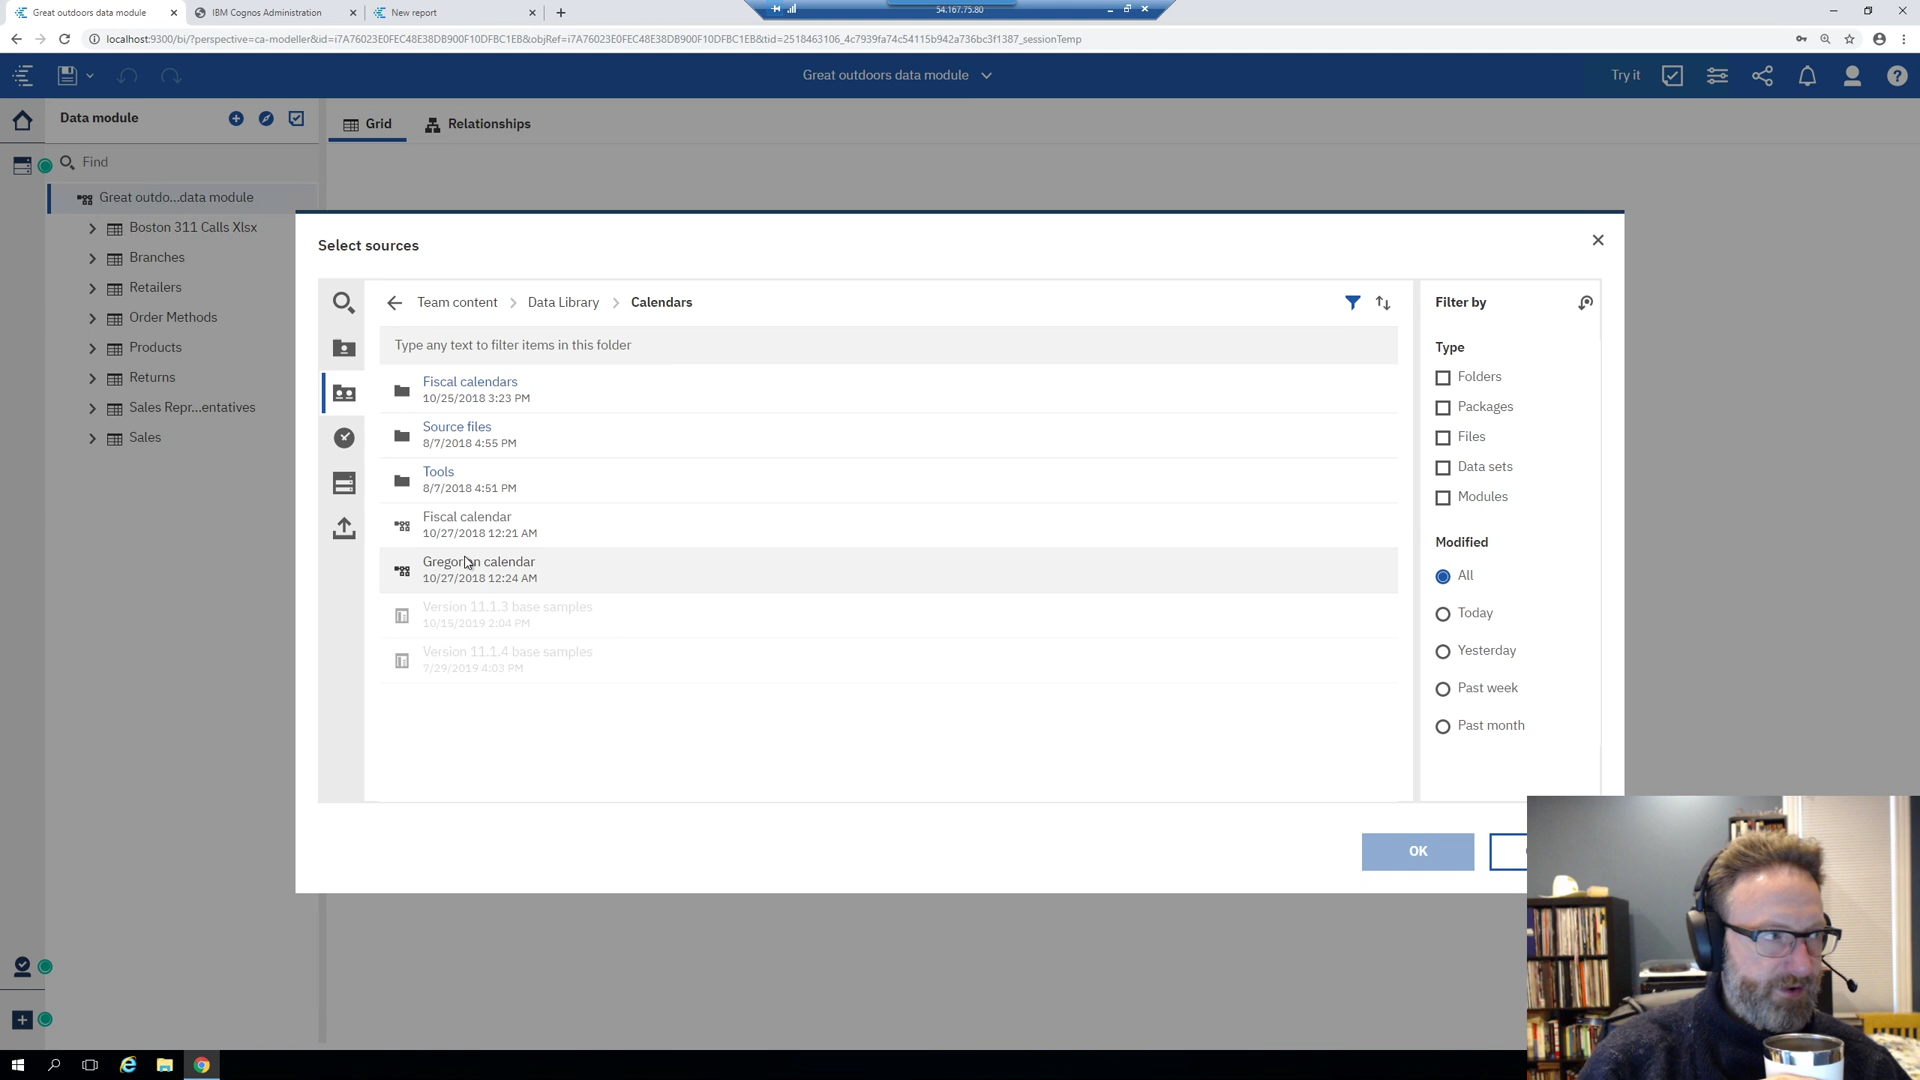 Great outdoors data module
IBM Cognos Administration
New report
54.167.75.80
localhost:9300/bi/?perspective=ca-modeller&id=i7A76023E0FEC48E38DB900F10DFBC1EB&objRef=i7A76023E0FEC48E38DB900F10DFBC1EB&tid=2518463106_4c7939fa74c54115b942a736bc3f1387_sessionTemp
Great outdoors data module
Try it
Data module
Grid
Relationships
Find
Great outdo...data module
Boston 311 Calls Xlsx
Branches
Retailers
Order Methods
Products
Returns
Sales Repr...entatives
Sales
Select sources
Team content
Data Library
Calendars
Type any text to filter items in this folder
Fiscal calendars
10/25/2018 3:23 PM
Source files
8/7/2018 4:55 PM
Tools
8/7/2018 4:51 PM
Fiscal calendar
10/27/2018 12:21 AM
Gregorian calendar
10/27/2018 12:24 AM
Version 11.1.3 base samples
10/15/2019 2:04 PM
Version 11.1.4 base samples
7/29/2019 4:03 PM
Filter by
Type
Folders
Packages
Files
Data sets
Modules
Modified
All
Today
Yesterday
Past week
Past month
OK